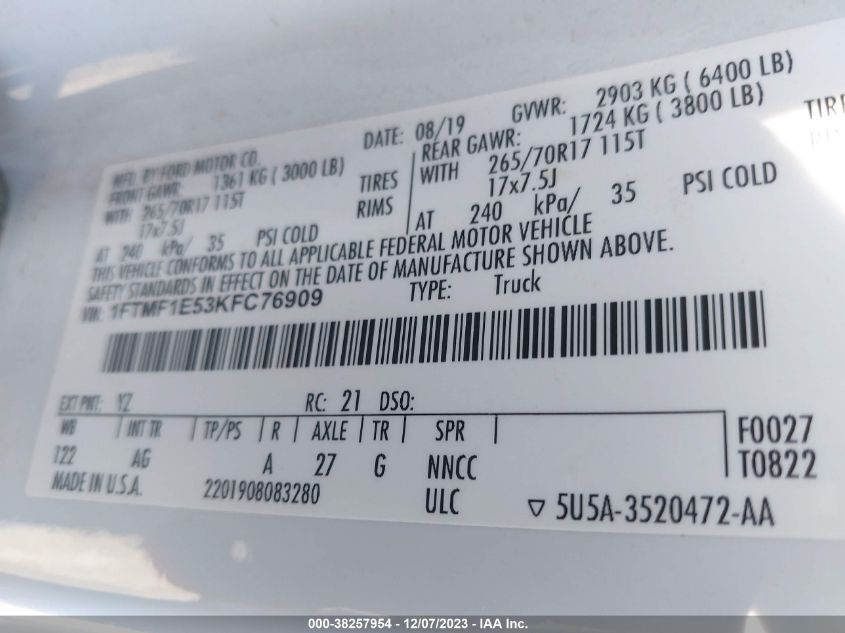 MFD. BY FORD MOTOR CO.
DATE: 08/19 GVWR: 2903 KG ( 6400 LB)
FRONT GAWR: 1361 KG ( 3000 LB) REAR GAWR: 1724 KG ( 3800 LB)
WITH 265/70R17 115T TIRES WITH 265/70R17 115T TIRE
17x7.5J RIMS 17x7.5J
AT 240 kPa/ 35 PSI COLD AT 240 kPa/ 35 PSI COLD
THIS VEHICLE CONFORMS TO ALL APPLICABLE FEDERAL MOTOR VEHICLE
SAFETY STANDARDS IN EFFECT ON THE DATE OF MANUFACTURE SHOWN ABOVE.
VIN: 1FTMF1E53KFC76909 TYPE: Truck
EXT PNT: YZ RC: 21 DSO:
WB INT TR TP/PS R AXLE TR SPR F0027
122 AG A 27 G NNCC T0822
MADE IN U.S.A. 2201908083280 ULC ▽ 5U5A-3520472-AA
000-38257954 - 12/07/2023 - IAA Inc.